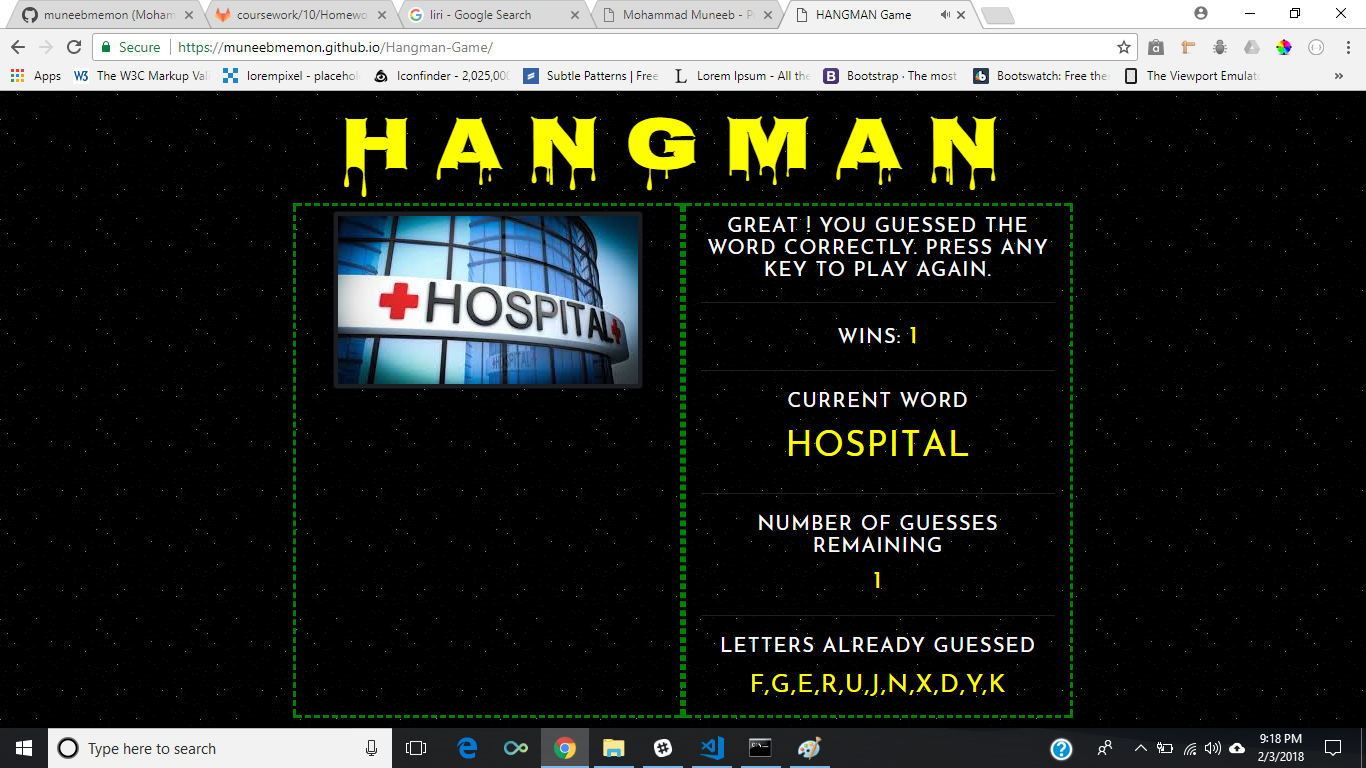 muneebmemon (Moham
coursework/10/Homewo
liri - Google Search
Mohammad Muneeb - P
HANGMAN Game
Secure
https://muneebmemon.github.io/Hangman-Game/
Apps
The W3C Markup Val
lorempixel - placehol
Iconfinder - 2,025,000
Subtle Patterns | Free
Lorem Ipsum - All the
Bootstrap · The most
Bootswatch: Free the
The Viewport Emulato
HANGMAN
HOSPITAL
GREAT ! YOU GUESSED THE
WORD CORRECTLY. PRESS ANY
KEY TO PLAY AGAIN.
WINS: 1
CURRENT WORD
HOSPITAL
NUMBER OF GUESSES
REMAINING
1
LETTERS ALREADY GUESSED
F,G,E,R,U,J,N,X,D,Y,K
Type here to search
9:18 PM
2/3/2018